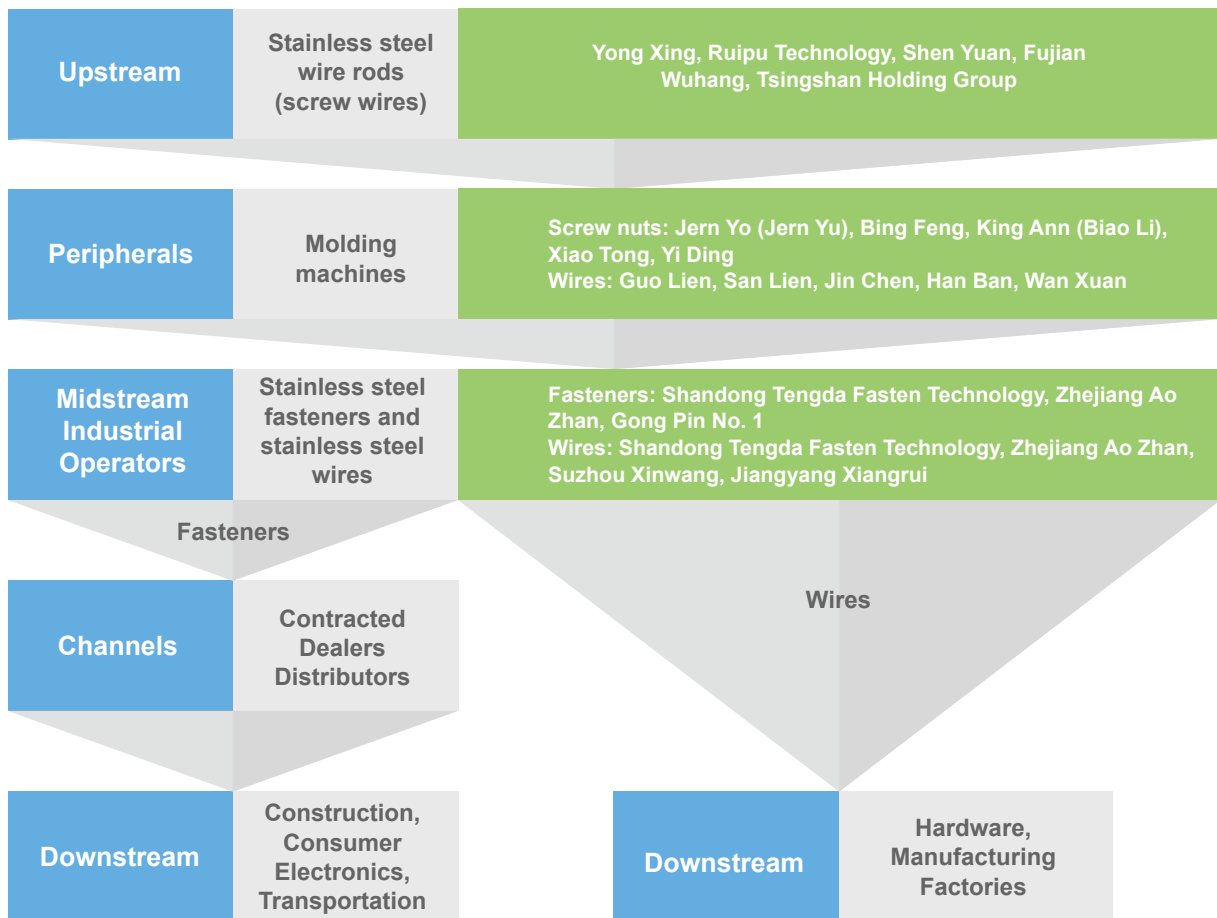 Upstream
Stainless steel
wire rods
(screw wires)
Yong Xing, Ruipu Technology, Shen Yuan, Fujian
Wuhang, Tsingshan Holding Group
Peripherals
Molding
machines
Screw nuts: Jern Yo (Jern Yu), Bing Feng, King Ann (Biao Li),
Xiao Tong, Yi Ding
Wires: Guo Lien, San Lien, Jin Chen, Han Ban, Wan Xuan
Midstream
Industrial
Operators
Stainless steel
fasteners and
stainless steel
wires
Fasteners: Shandong Tengda Fasten Technology, Zhejiang Ao
Zhan, Gong Pin No. 1
Wires: Shandong Tengda Fasten Technology, Zhejiang Ao Zhan,
Suzhou Xinwang, Jiangyang Xiangrui
Fasteners
Wires
Channels
Contracted
Dealers
Distributors
Downstream
Construction,
Consumer
Electronics,
Transportation
Downstream
Hardware,
Manufacturing
Factories